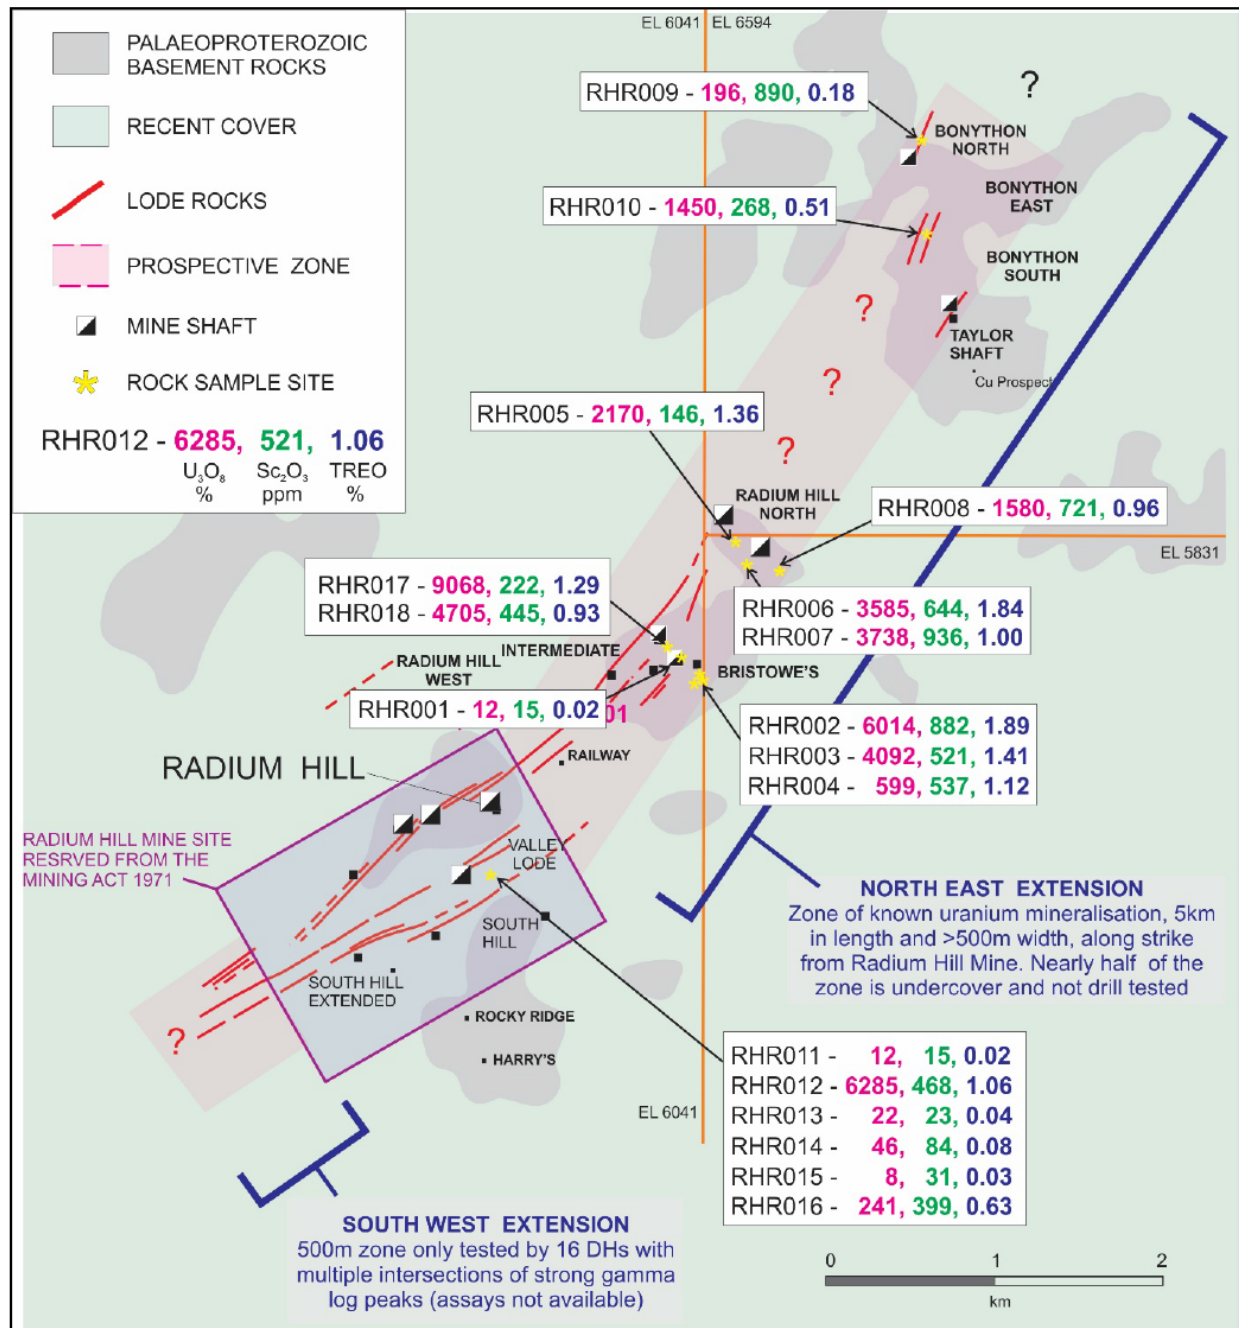 PALAEOPROTEROZOIC
BASEMENT ROCKS
RECENT COVER
LODE ROCKS
PROSPECTIVE ZONE
MINE SHAFT
ROCK SAMPLE SITE
RHR012 - 6285, 521, 1.06
U₃O₈ Sc₂O₃ TREO
% ppm %
EL 6041 EL 6594
?
RHR009 - 196, 890, 0.18
BONYTHON
NORTH
BONYTHON
EAST
RHR010 - 1450, 268, 0.51
BONYTHON
SOUTH
?
TAYLOR
SHAFT
Cu Prospect
?
RHR005 - 2170, 146, 1.36
?
RADIUM HILL
NORTH
RHR008 - 1580, 721, 0.96
EL 5831
RHR017 - 9068, 222, 1.29
RHR018 - 4705, 445, 0.93
RHR006 - 3585, 644, 1.84
RHR007 - 3738, 936, 1.00
INTERMEDIATE
RADIUM HILL
WEST
BRISTOWE'S
RHR001 - 12, 15, 0.02
01
RHR002 - 6014, 882, 1.89
RHR003 - 4092, 521, 1.41
RHR004 - 599, 537, 1.12
RAILWAY
RADIUM HILL
RADIUM HILL MINE SITE
RESRVED FROM THE
MINING ACT 1971
VALLEY
LODE
SOUTH
HILL
SOUTH HILL
EXTENDED
NORTH EAST EXTENSION
Zone of known uranium mineralisation, 5km
in length and >500m width, along strike
from Radium Hill Mine. Nearly half of the
zone is undercover and not drill tested
?
ROCKY RIDGE
HARRY'S
EL 6041
RHR011 - 12, 15, 0.02
RHR012 - 6285, 468, 1.06
RHR013 - 22, 23, 0.04
RHR014 - 46, 84, 0.08
RHR015 - 8, 31, 0.03
RHR016 - 241, 399, 0.63
SOUTH WEST EXTENSION
500m zone only tested by 16 DHs with
multiple intersections of strong gamma
log peaks (assays not available)
0 1 2
km